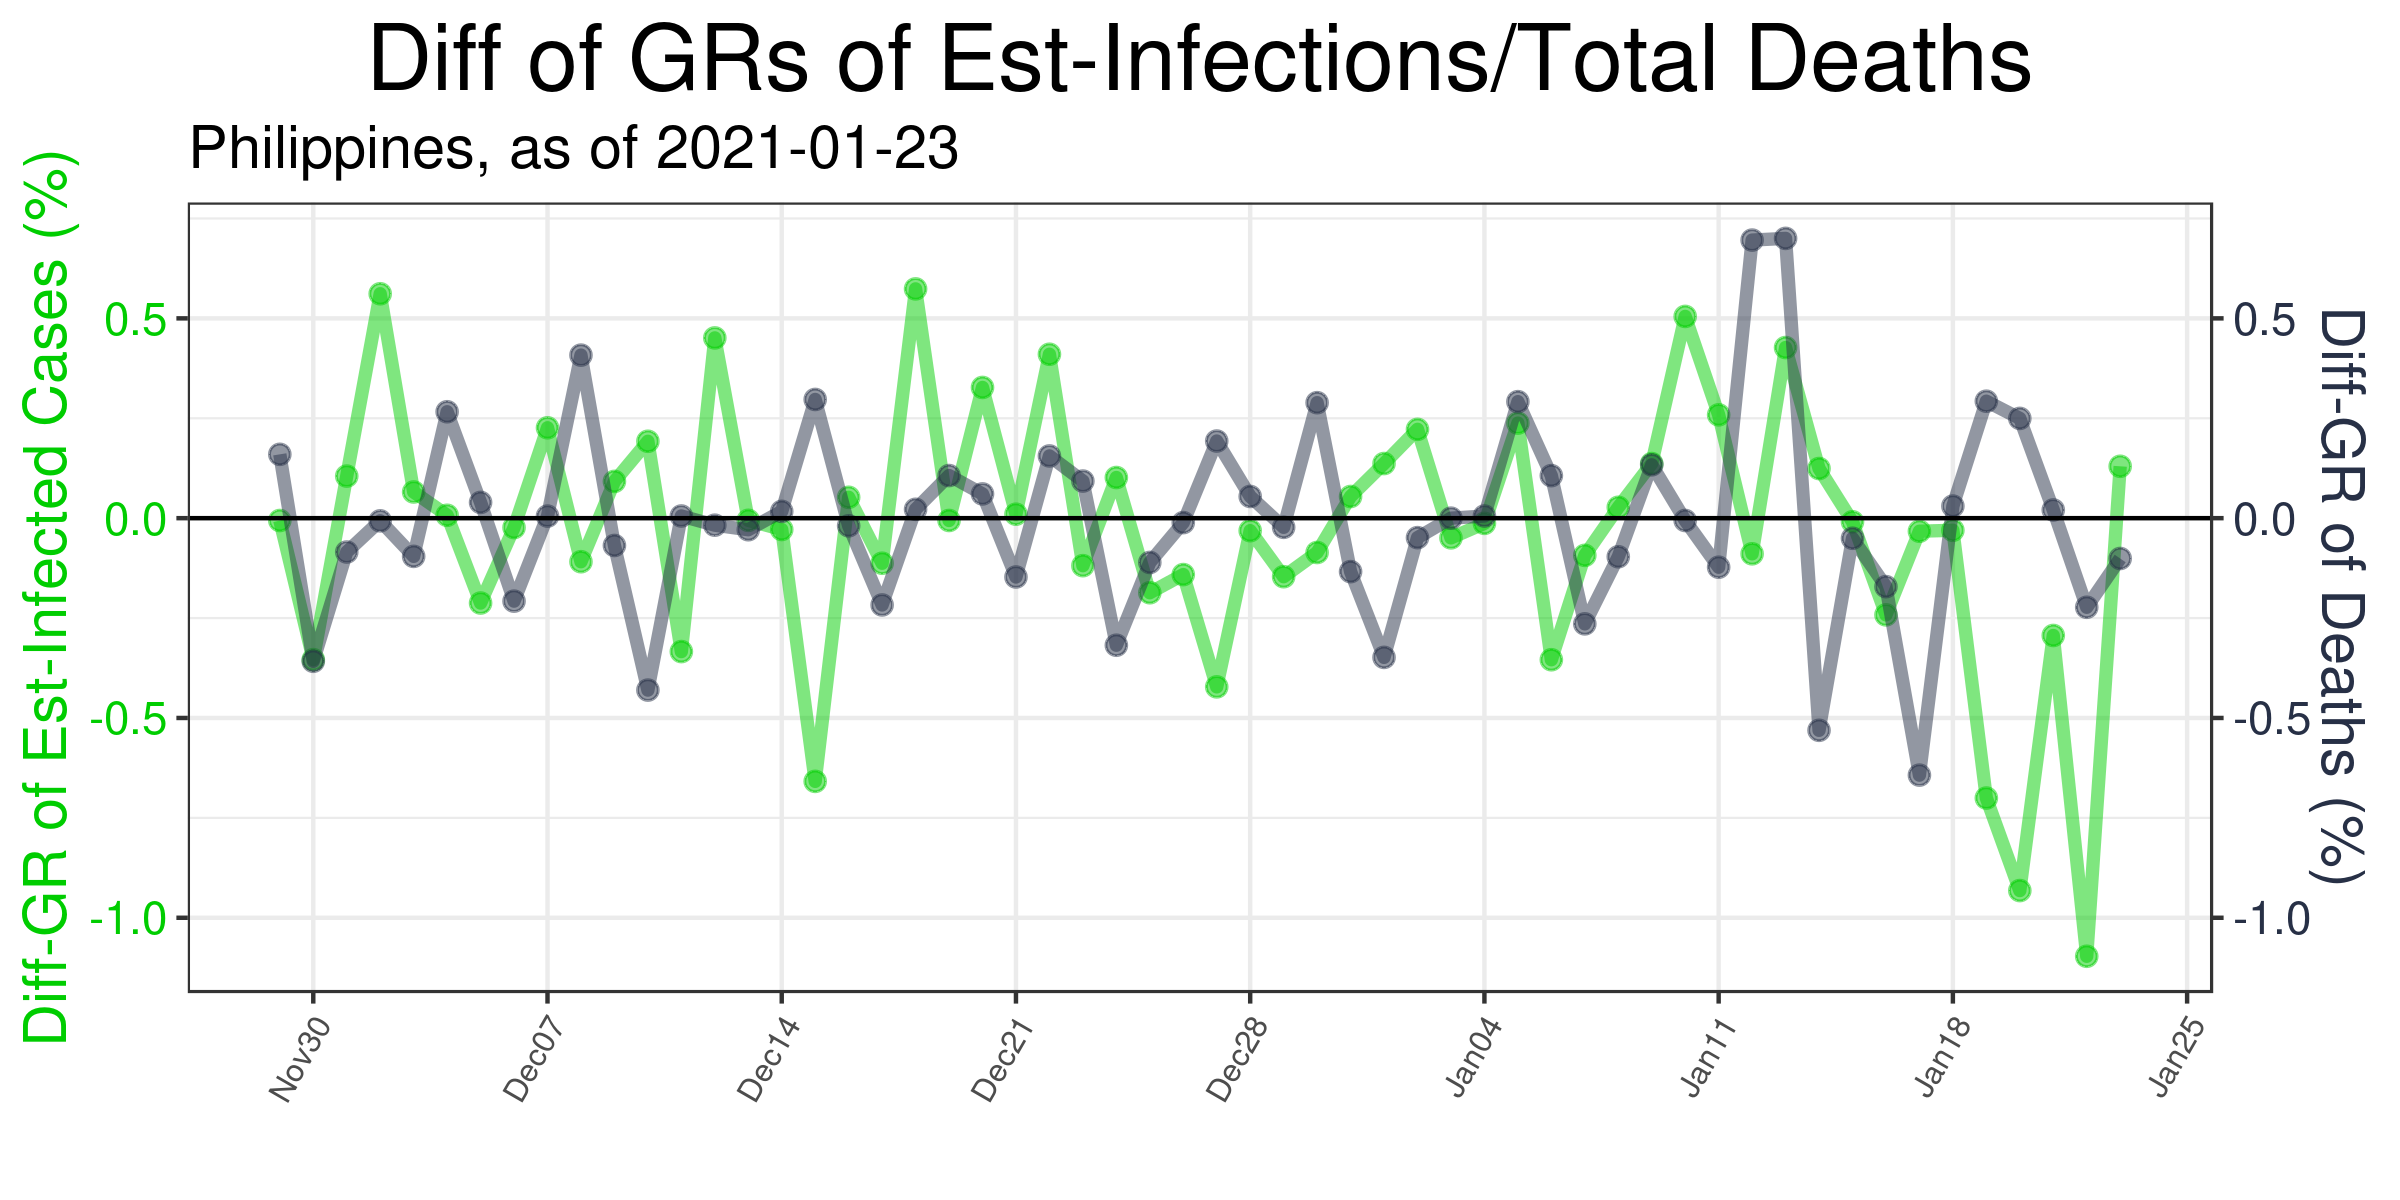 Diff of GRs of Est-Infections/Total Deaths
Philippines, as of 2021-01-23
Diff-GR of Est-Infected Cases (%)
0.5
0.0
-0.5
-1.0
0.5
0.0
-0.5
-1.0
Diff-GR of Deaths (%)
Nov30
Dec07
Dec14
Dec21
Dec28
Jan04
Jan11
Jan18
Jan25